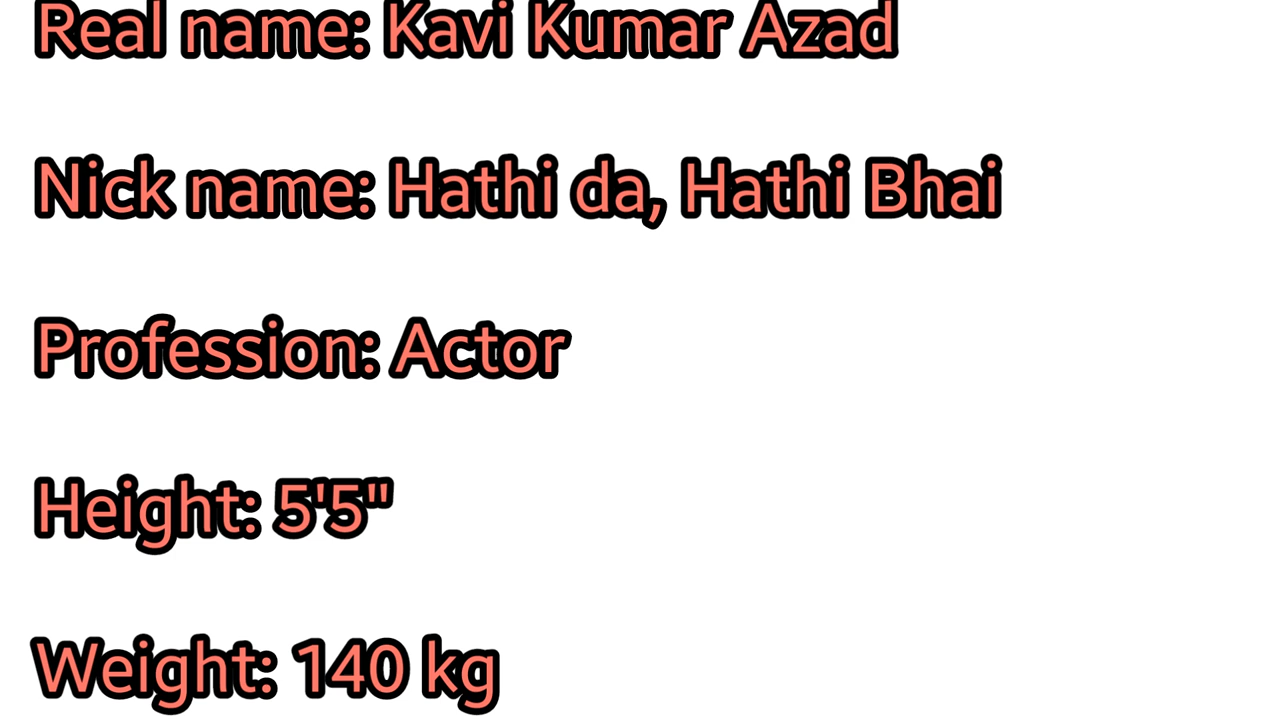 Real name: Kavi Kumar Azad
Nick name: Hathi da, Hathi Bhai
Profession: Actor
Height: 5'5"
Weight: 140 kg